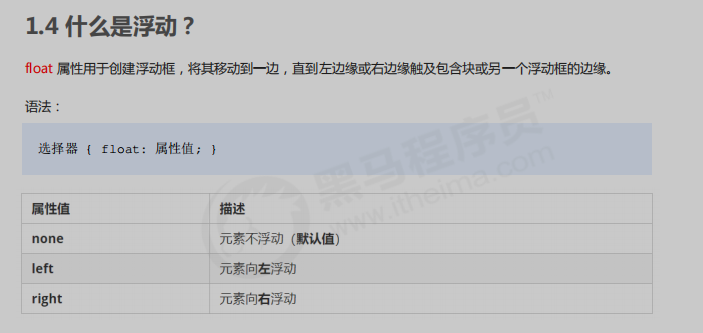 1.4 什么是浮动？
float 属性用于创建浮动框，将其移动到一边，直到左边缘或右边缘触及包含块或另一个浮动框的边缘。
语法：
选择器 { float: 属性值; }
属性值 描述
none 元素不浮动（默认值）
left 元素向左浮动
right 元素向右浮动
黑马程序员™
www.itheima.com